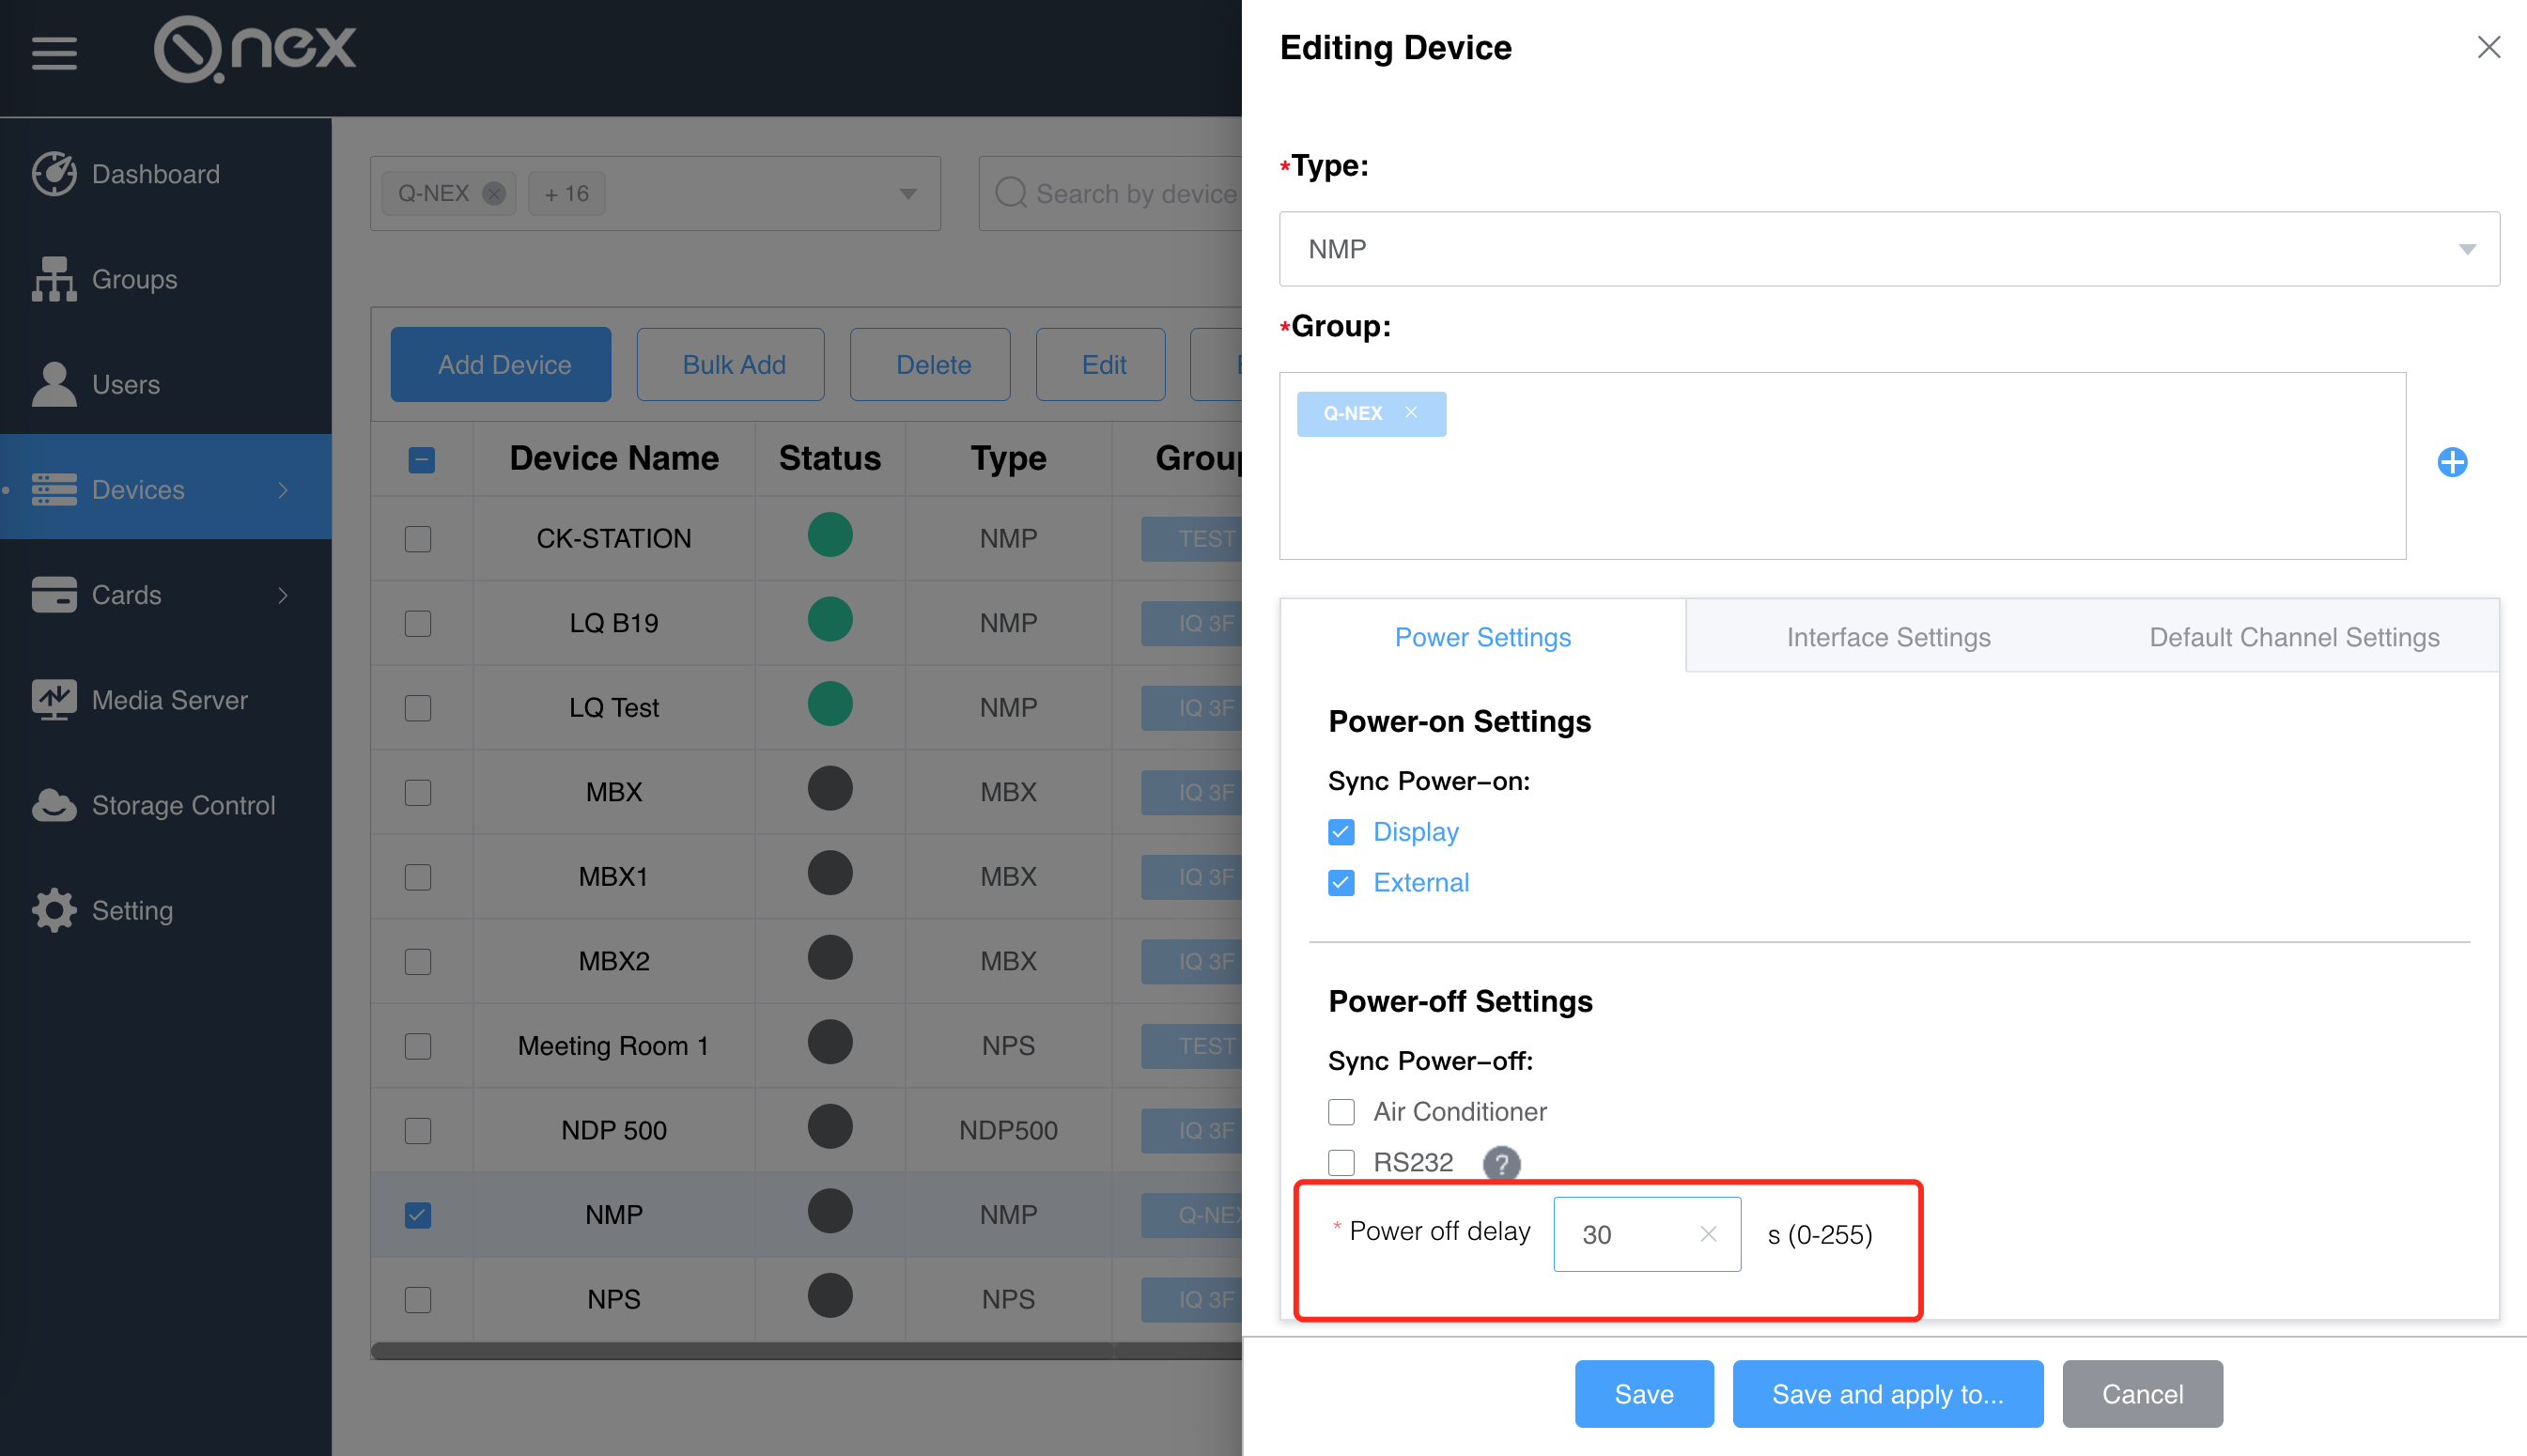 Qnex
Dashboard
Groups
Users
Devices
Cards
Media Server
Storage Control
Setting
Q-NEX
+ 16
Search by device
Add Device
Bulk Add
Delete
Edit
Device Name Status Type Group
CK-STATION NMP TEST
LQ B19 NMP IQ 3F
LQ Test NMP IQ 3F
MBX MBX IQ 3F
MBX1 MBX IQ 3F
MBX2 MBX IQ 3F
Meeting Room 1 NPS TEST
NDP 500 NDP500 IQ 3F
NMP NMP Q-NEX
NPS NPS IQ 3F
Editing Device
*Type:
NMP
*Group:
Q-NEX
Power Settings
Interface Settings
Default Channel Settings
Power-on Settings
Sync Power-on:
Display
External
Power-off Settings
Sync Power-off:
Air Conditioner
RS232 ?
* Power off delay 30 s (0-255)
Save
Save and apply to...
Cancel